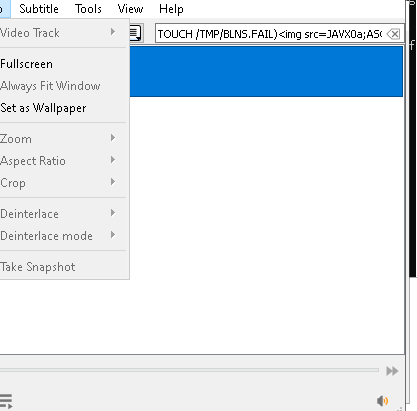 Subtitle Tools View Help
Video Track
TOUCH /TMP/BLNS.FAIL)<img src=JAVX0a;AS
Fullscreen
Always Fit Window
Set as Wallpaper
Zoom
Aspect Ratio
Crop
Deinterlace
Deinterlace mode
Take Snapshot